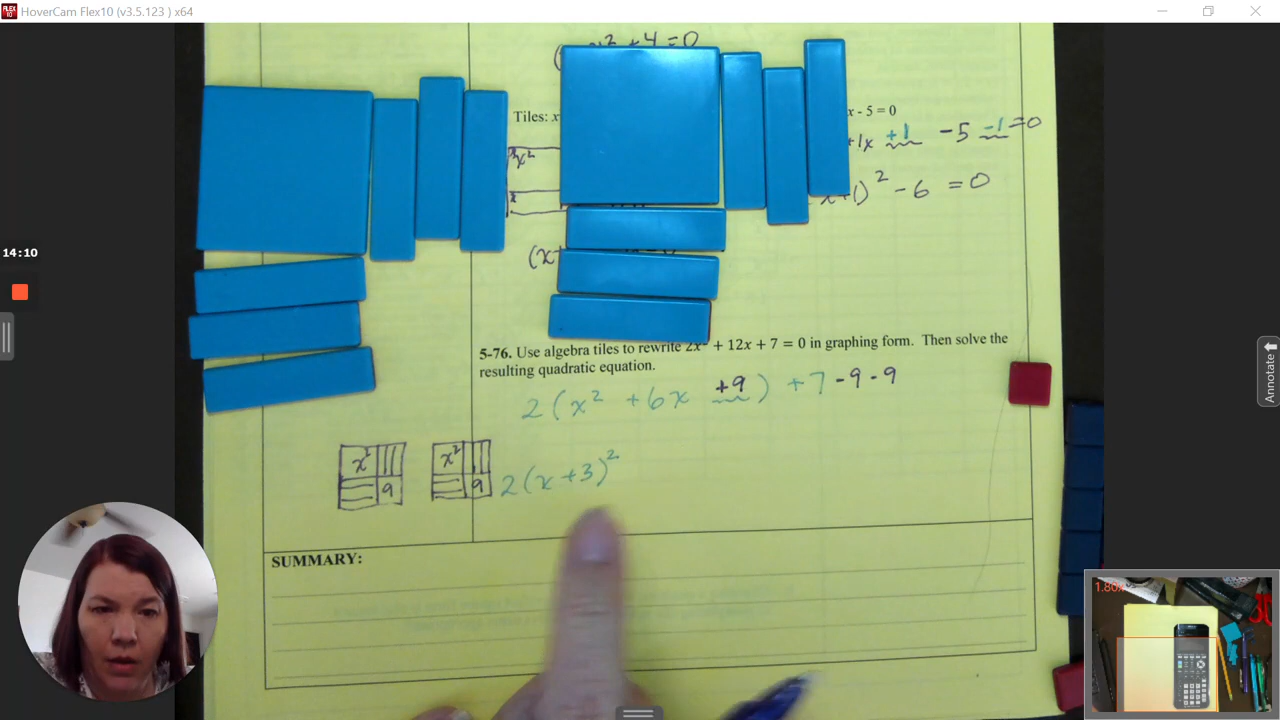 HoverCam Flex10 (v3.5.123 ) x64
x² + 4 = 0
Tiles: x
x - 5 = 0
+1x +1 -5 -1 = 0
x²
+1)² - 6 = 0
(x+
5-76. Use algebra tiles to rewrite 2x² + 12x + 7 = 0 in graphing form. Then solve the
resulting quadratic equation.
2(x² +6x +9) +7 -9 -9
x² 9 x² 9 2(x+3)²
SUMMARY:
14:10
Annotate
1.80x